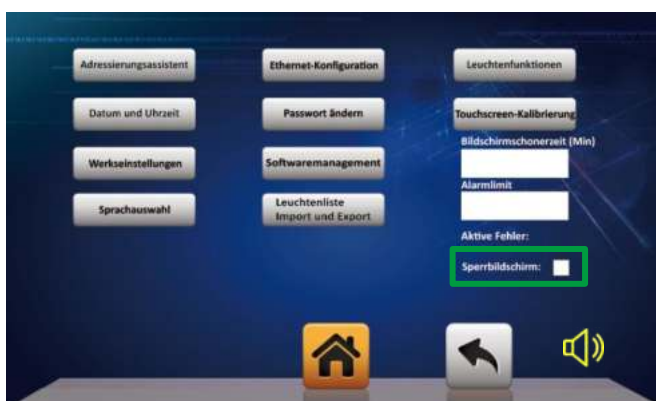 Adressierungsassistent
Ethernet-Konfiguration
Leuchtenfunktionen
Datum und Uhrzeit
Passwort ändern
Touchscreen-Kalibrierung
Bildschirmschonerzeit (Min)
Werkseinstellungen
Softwaremanagement
Alarmlimit
Sprachauswahl
Leuchtenliste
Import und Export
Aktive Fehler:
Sperrbildschirm: